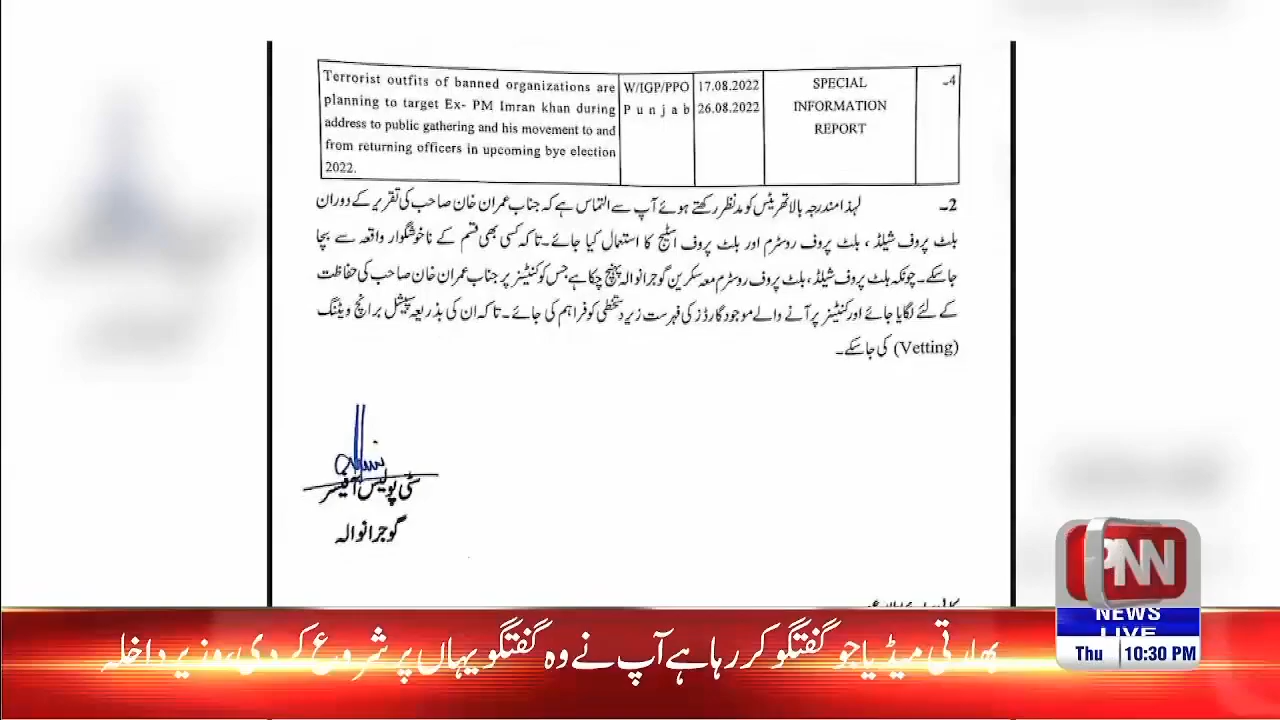 Terrorist outfits of banned organizations are
planning to target Ex- PM Imran khan during
address to public gathering and his movement to and
from returning officers in upcoming bye election
2022.
W/IGP/PPO
Punjab
17.08.2022
26.08.2022
SPECIAL
INFORMATION
REPORT
4۔
2۔ لہذا مندرجہ بالا تھریٹس کو مدنظر رکھتے ہوئے آپ سے التماس ہے کہ جناب عمران خان صاحب کی تقریر کے دوران
بلٹ پروف شیلڈ، بلٹ پروف روسٹرم اور بلٹ پروف اسٹیج کا استعمال کیا جائے۔ تاکہ کسی بھی قسم کے ناخوشگوار واقعہ سے بچا
جاسکے۔ چونکہ بلٹ پروف شیلڈ، بلٹ پروف روسٹرم معہ سکرین گوجرانوالہ پہنچ چکا ہے جس کو کنٹینر پر جناب عمران خان صاحب کی حفاظت
کے لئے لگایا جائے اور کنٹینر پر آنے والے موجود گارڈز کی فہرست زیر دستخطی کو فراہم کی جائے۔ تاکہ ان کی بذریعہ سپیشل برانچ ویٹنگ
(Vetting) کی جاسکے۔
سٹی پولیس آفیسر
گوجرانوالہ
PNN
NEWS
LIVE
Thu 10:30 PM
بھارتی میڈیا جو گفتگو کر رہا ہے آپ نے وہ گفتگو یہاں پر شروع کر دی، وزیر داخلہ